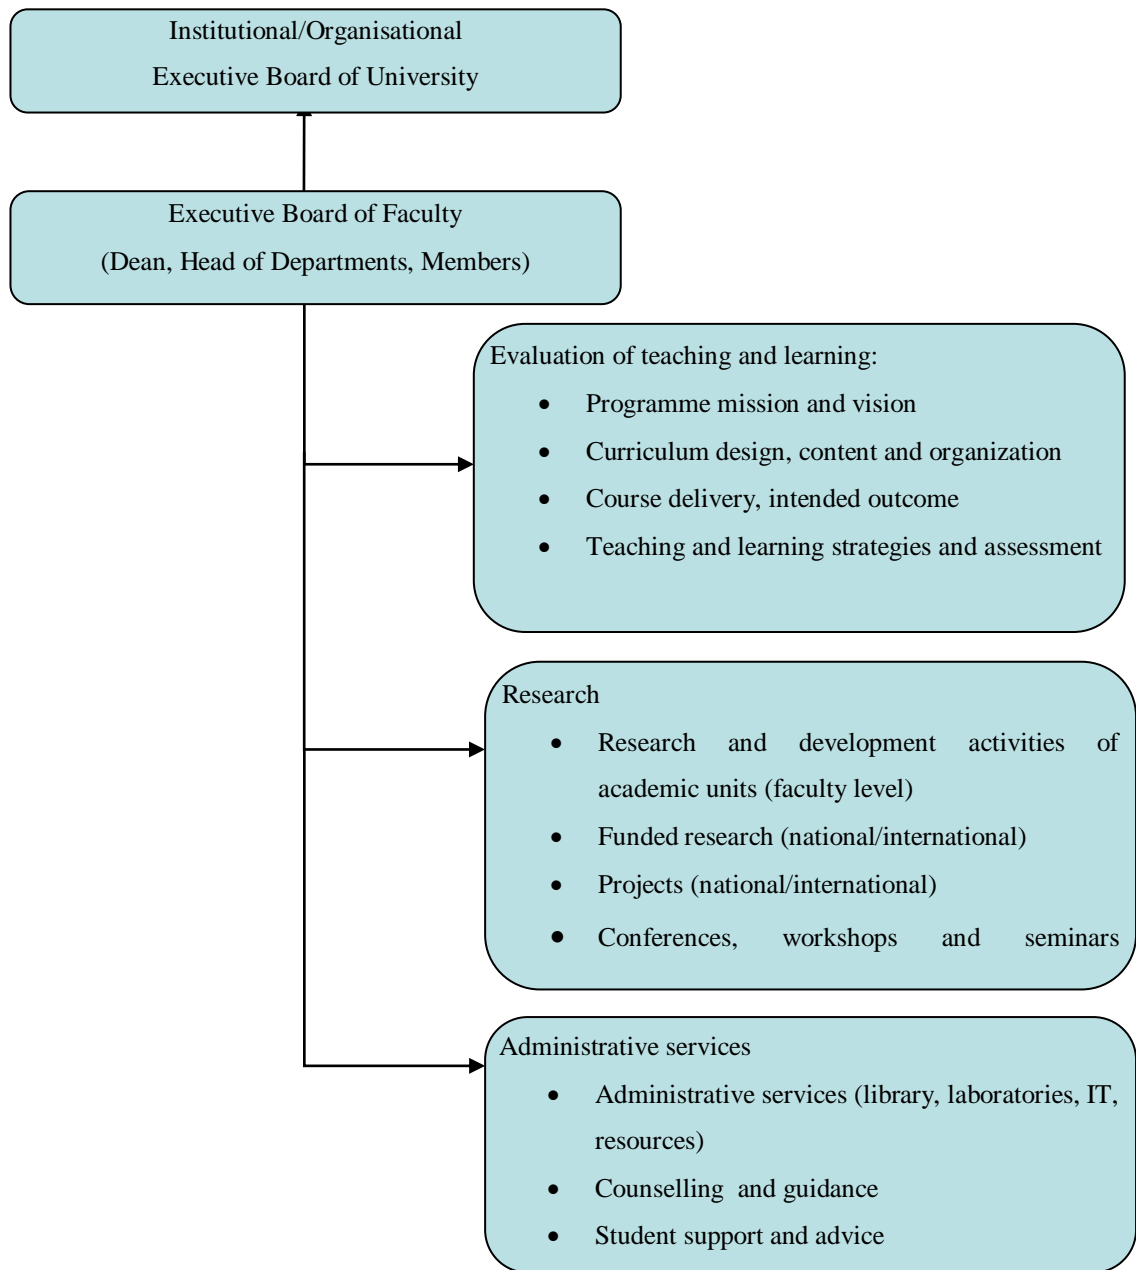 Institutional/Organisational
Executive Board of University
Executive Board of Faculty
(Dean, Head of Departments, Members)
Evaluation of teaching and learning:
• Programme mission and vision
• Curriculum design, content and organization
• Course delivery, intended outcome
• Teaching and learning strategies and assessment
Research
• Research and development activities of
academic units (faculty level)
• Funded research (national/international)
• Projects (national/international)
• Conferences, workshops and seminars
Administrative services
• Administrative services (library, laboratories, IT,
resources)
• Counselling and guidance
• Student support and advice